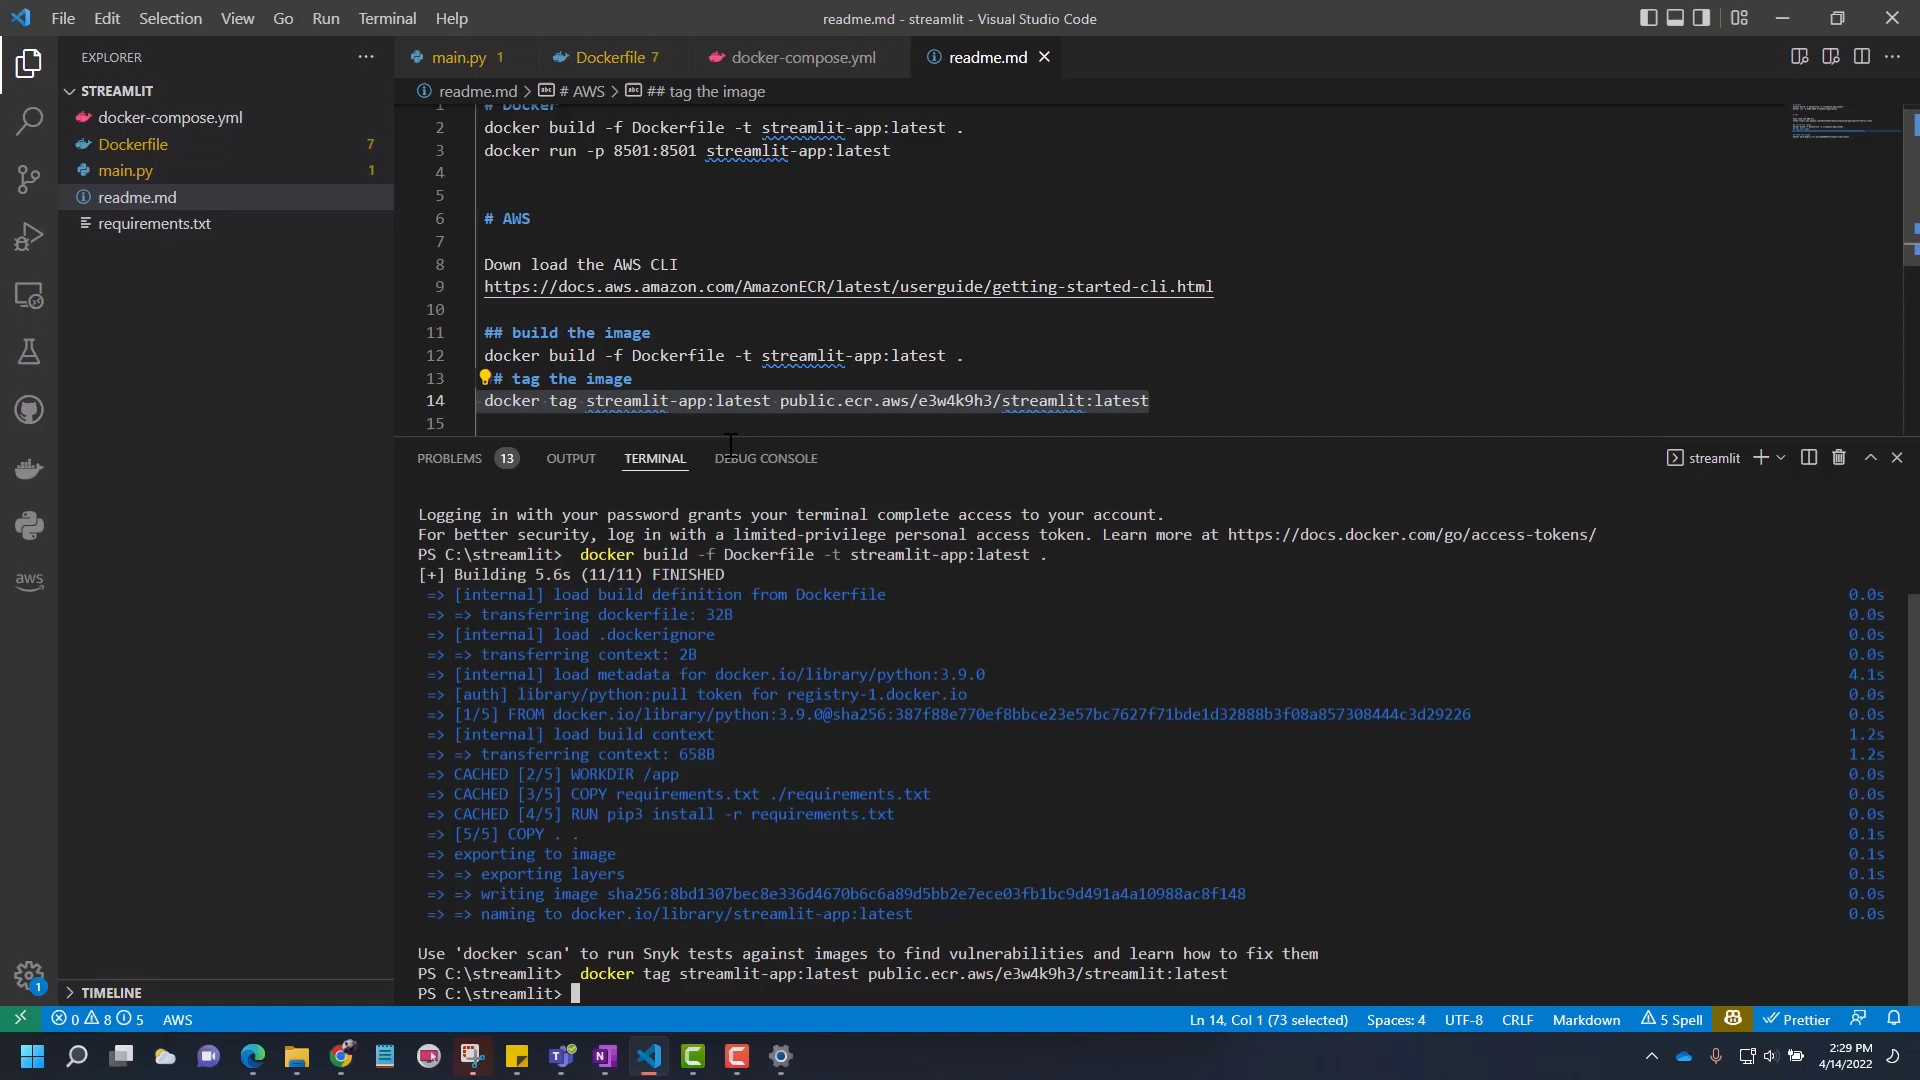 File Edit Selection View Go Run Terminal Help
readme.md - streamlit - Visual Studio Code
EXPLORER
STREAMLIT
docker-compose.yml
Dockerfile 7
main.py 1
readme.md
requirements.txt
TIMELINE
main.py 1 Dockerfile 7 docker-compose.yml readme.md
readme.md > # AWS > ## tag the image
1 # Docker
2 docker build -f Dockerfile -t streamlit-app:latest .
3 docker run -p 8501:8501 streamlit-app:latest
4
5
6 # AWS
7
8 Down load the AWS CLI
9 https://docs.aws.amazon.com/AmazonECR/latest/userguide/getting-started-cli.html
10
11 ## build the image
12 docker build -f Dockerfile -t streamlit-app:latest .
13 # tag the image
14 docker tag streamlit-app:latest public.ecr.aws/e3w4k9h3/streamlit:latest
15
PROBLEMS 13 OUTPUT TERMINAL DEBUG CONSOLE
streamlit
Logging in with your password grants your terminal complete access to your account.
For better security, log in with a limited-privilege personal access token. Learn more at https://docs.docker.com/go/access-tokens/
PS C:\streamlit> docker build -f Dockerfile -t streamlit-app:latest .
[+] Building 5.6s (11/11) FINISHED
=> [internal] load build definition from Dockerfile 0.0s
=> => transferring dockerfile: 32B 0.0s
=> [internal] load .dockerignore 0.0s
=> => transferring context: 2B 0.0s
=> [internal] load metadata for docker.io/library/python:3.9.0 4.1s
=> [auth] library/python:pull token for registry-1.docker.io 0.0s
=> [1/5] FROM docker.io/library/python:3.9.0@sha256:387f88e770ef8bbce23e57bc7627f71bde1d32888b3f08a857308444c3d29226 0.0s
=> [internal] load build context 1.2s
=> => transferring context: 658B 1.2s
=> CACHED [2/5] WORKDIR /app 0.0s
=> CACHED [3/5] COPY requirements.txt ./requirements.txt 0.0s
=> CACHED [4/5] RUN pip3 install -r requirements.txt 0.0s
=> [5/5] COPY . . 0.1s
=> exporting to image 0.1s
=> => exporting layers 0.1s
=> => writing image sha256:8bd1307bec8e336d4670b6c6a89d5bb2e7ece03fb1bc9d491a4a10988ac8f148 0.0s
=> => naming to docker.io/library/streamlit-app:latest 0.0s
Use 'docker scan' to run Snyk tests against images to find vulnerabilities and learn how to fix them
PS C:\streamlit> docker tag streamlit-app:latest public.ecr.aws/e3w4k9h3/streamlit:latest
PS C:\streamlit>
aws
1
0 8 5 AWS
Ln 14, Col 1 (73 selected) Spaces: 4 UTF-8 CRLF Markdown 5 Spell Prettier
2:29 PM
4/14/2022